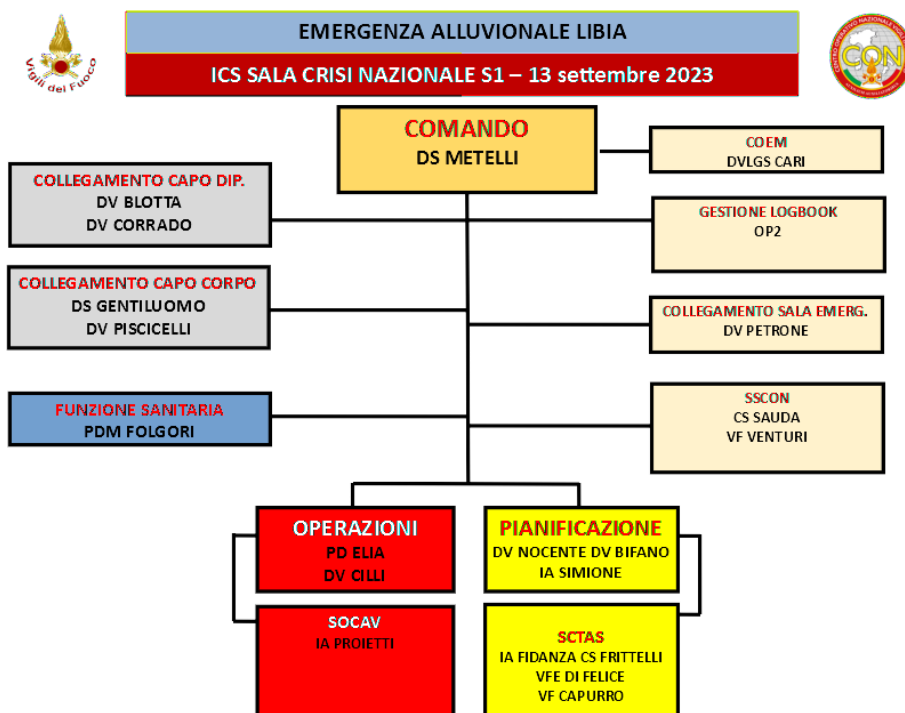 EMERGENZA ALLUVIONALE LIBIA
ICS SALA CRISI NAZIONALE S1 – 13 settembre 2023
Vigili del Fuoco
CON
COMANDO
DS METELLI
COEM
DVLGS CARI
COLLEGAMENTO CAPO DIP.
DV BLOTTA
DV CORRADO
GESTIONE LOGBOOK
OP2
COLLEGAMENTO CAPO CORPO
DS GENTILUOMO
DV PISCICELLI
COLLEGAMENTO SALA EMERG.
DV PETRONE
FUNZIONE SANITARIA
PDM FOLGORI
SSCON
CS SAUDA
VF VENTURI
OPERAZIONI
PD ELIA
DV CILLI
PIANIFICAZIONE
DV NOCENTE DV BIFANO
IA SIMIONE
SOCAV
IA PROIETTI
SCTAS
IA FIDANZA CS FRITTELLI
VFE DI FELICE
VF CAPURRO